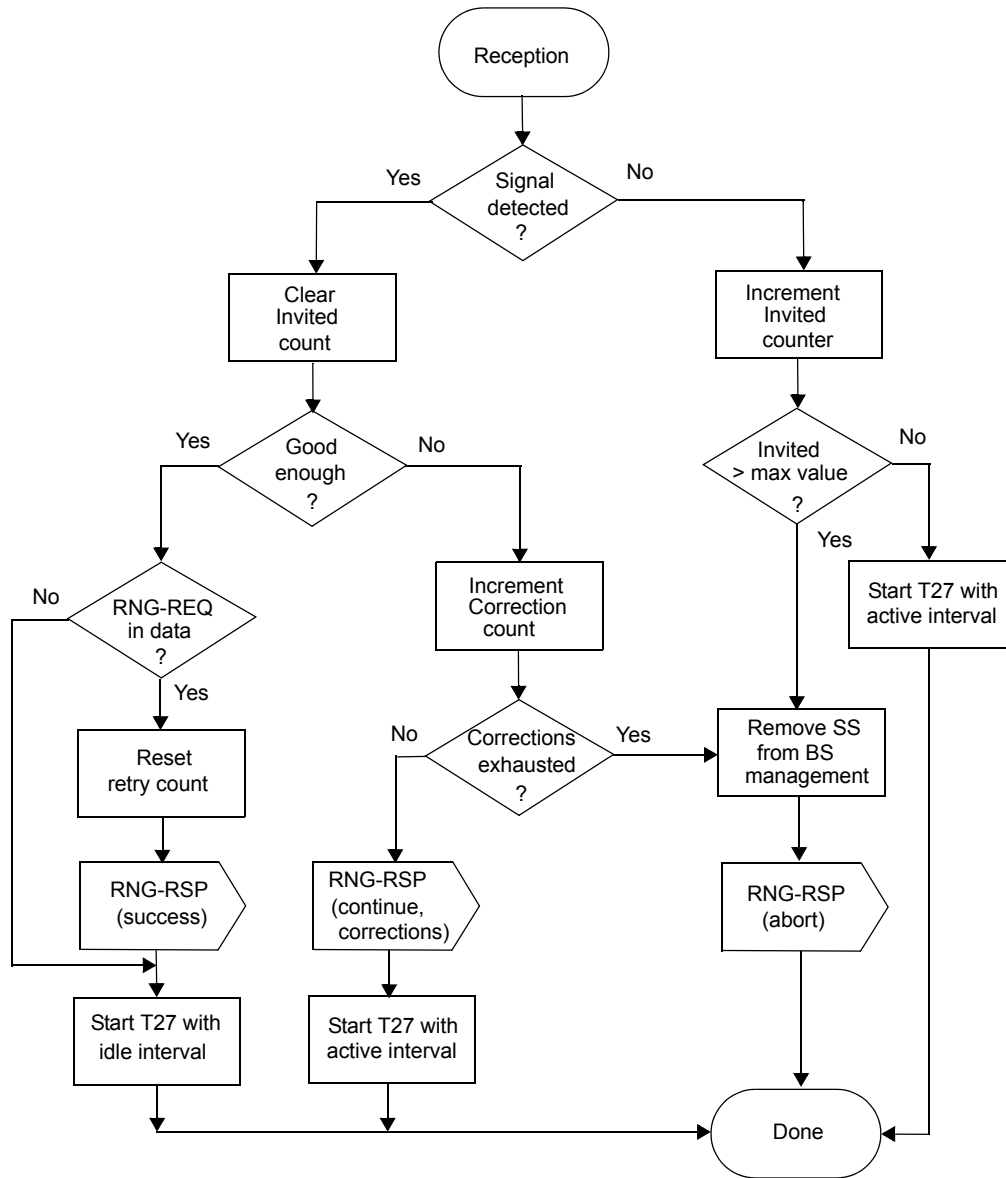 Reception
Yes
Signal
detected
?
No
Clear
Invited
count
Increment
Invited
counter
Yes
Good
enough
?
No
Invited
> max value
?
No
Yes
No
RNG-REQ
in data
?
Yes
Increment
Correction
count
Start T27 with
active interval
Reset
retry count
No
Corrections
exhausted
?
Yes
Remove SS
from BS
management
RNG-RSP
(success)
RNG-RSP
(continue,
corrections)
RNG-RSP
(abort)
Start T27 with
idle interval
Start T27 with
active interval
Done